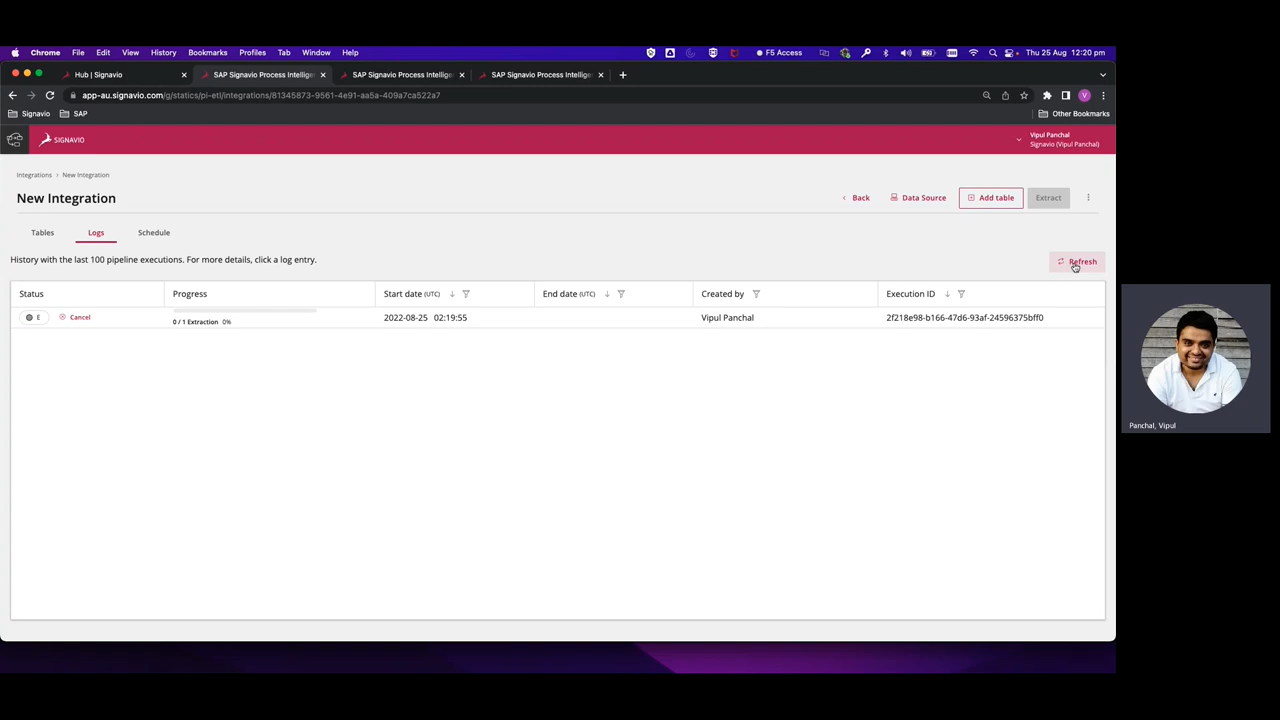 Chrome File Edit View History Bookmarks Profiles Tab Window Help F5 Access Thu 25 Aug 12:20 pm
Hub | Signavio SAP Signavio Process Intellige SAP Signavio Process Intellige SAP Signavio Process Intellige
app-au.signavio.com/g/statics/pi-etl/integrations/81345873-9561-4e91-aa5a-409a7ca522a7
Signavio SAP Other Bookmarks
SIGNAVIO
Vipul Panchal
Signavio (Vipul Panchal)
Integrations > New Integration
New Integration
Back Data Source Add table Extract
Tables Logs Schedule
History with the last 100 pipeline executions. For more details, click a log entry.
Refresh
Status Progress Start date (UTC) End date (UTC) Created by Execution ID
E Cancel 0 / 1 Extraction 0% 2022-08-25 02:19:55 Vipul Panchal 2f218e98-b166-47d6-93af-24596375bff0
Panchal, Vipul